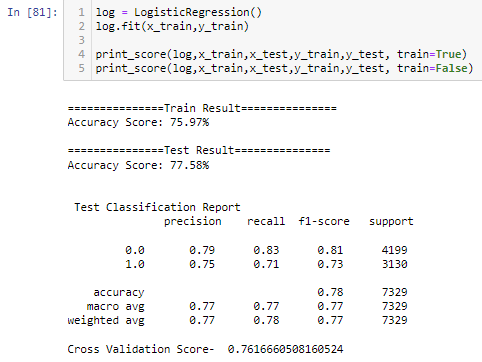 In [81]:
1 log = LogisticRegression()
2 log.fit(x_train,y_train)
3
4 print_score(log,x_train,x_test,y_train,y_test, train=True)
5 print_score(log,x_train,x_test,y_train,y_test, train=False)
===============Train Result===============
Accuracy Score: 75.97%
===============Test Result===============
Accuracy Score: 77.58%
Test Classification Report
precision recall f1-score support
0.0 0.79 0.83 0.81 4199
1.0 0.75 0.71 0.73 3130
accuracy 0.78 7329
macro avg 0.77 0.77 0.77 7329
weighted avg 0.77 0.78 0.77 7329
Cross Validation Score- 0.7616660508160524